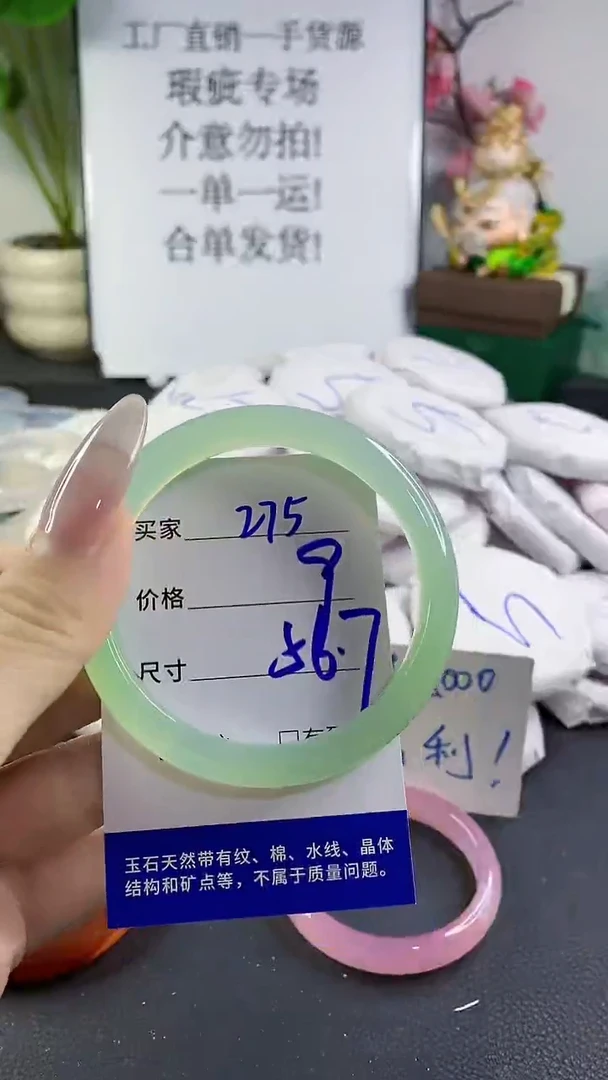 工厂直销一手货源
瑕疵专场
介意勿拍!
一单一运!
合单发货!
买家 275
价格 9
尺寸 56.7
000
利!
玉石天然带有纹、棉、水线、晶体
结构和矿点等，不属于质量问题。